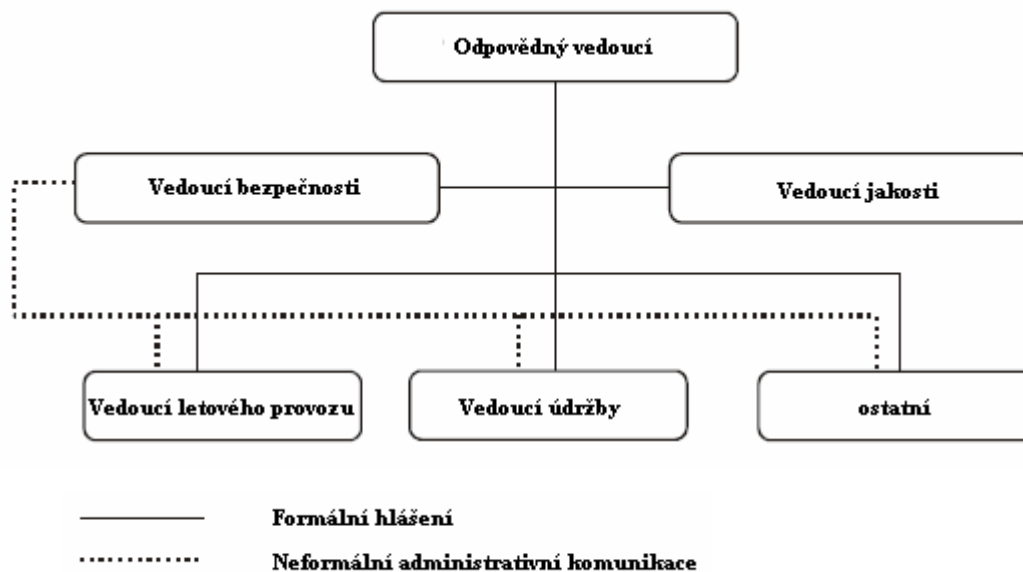 Odpovědný vedoucí
Vedoucí bezpečnosti
Vedoucí jakosti
Vedoucí letového provozu
Vedoucí údržby
ostatní
Formální hlášení
Neformální administrativní komunikace